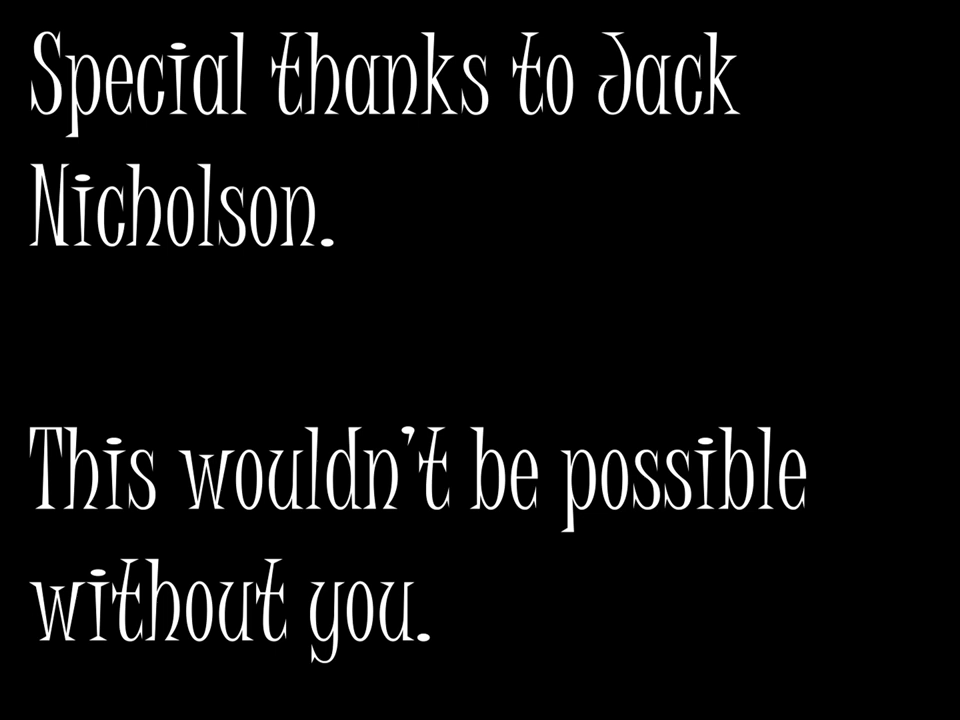 Special thanks to Jack
Nicholson.
This wouldn't be possible
without you.